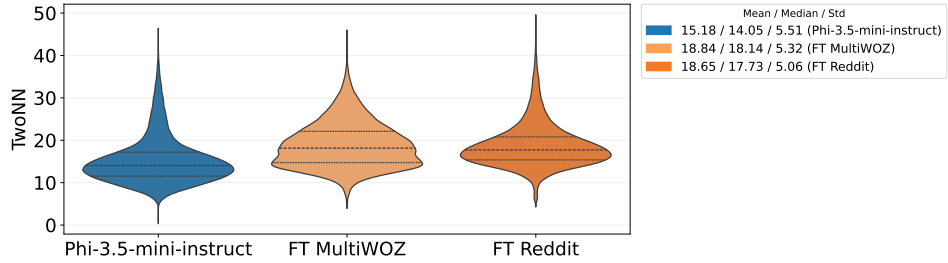 TwoNN
50
40
30
20
10
0
Phi-3.5-mini-instruct
FT MultiWOZ
FT Reddit
Mean / Median / Std
15.18 / 14.05 / 5.51 (Phi-3.5-mini-instruct)
18.84 / 18.14 / 5.32 (FT MultiWOZ)
18.65 / 17.73 / 5.06 (FT Reddit)